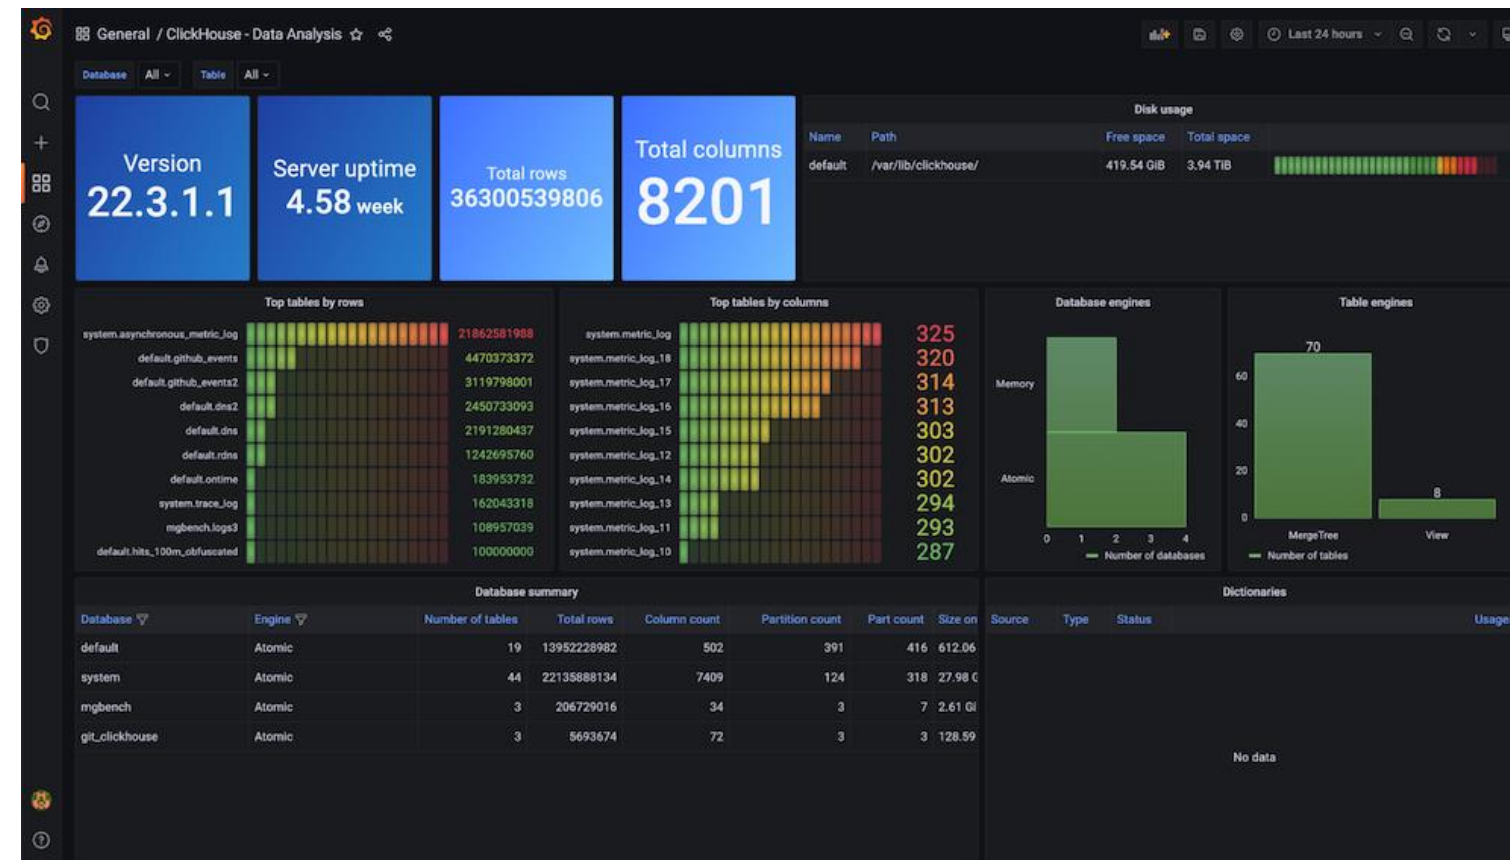 General / ClickHouse - Data Analysis
Last 24 hours
Database All Table All
Version
22.3.1.1
Server uptime
4.58 week
Total rows
36300539806
Total columns
8201
Disk usage
Name Path Free space Total space
default /var/lib/clickhouse/ 419.54 GiB 3.94 TiB
Top tables by rows
system.asynchronous_metric_log 21862581988
default.github_events 4470373372
default.github_events2 3119798001
default.dns2 2450733093
default.dns 2191280437
default.rdns 1242695760
default.ontime 183953732
system.trace_log 162043318
mgbench.logs3 108957039
default.hits_100m_obfuscated 100000000
Top tables by columns
system.metric_log 325
system.metric_log_18 320
system.metric_log_17 314
system.metric_log_16 313
system.metric_log_15 303
system.metric_log_12 302
system.metric_log_14 302
system.metric_log_13 294
system.metric_log_11 293
system.metric_log_10 287
Database engines
Memory
Atomic
0 1 2 3 4
Number of databases
Table engines
70
60
40
20
8
0
MergeTree View
Number of tables
Database summary
Database Engine Number of tables Total rows Column count Partition count Part count Size on
default Atomic 19 13952228982 502 391 416 612.06
system Atomic 44 22135888134 7409 124 318 27.98 G
mgbench Atomic 3 206729016 34 3 7 2.61 Gi
git_clickhouse Atomic 3 5693674 72 3 3 128.59
Dictionaries
Source Type Status Usage
No data